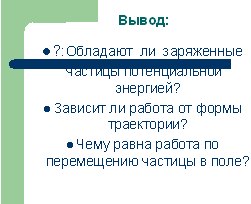 Вывод:
?: Обладают ли заряженные
частицы потенциальной
энергией?
Зависит ли работа от формы
траектории?
Чему равна работа по
перемещению частицы в поле?